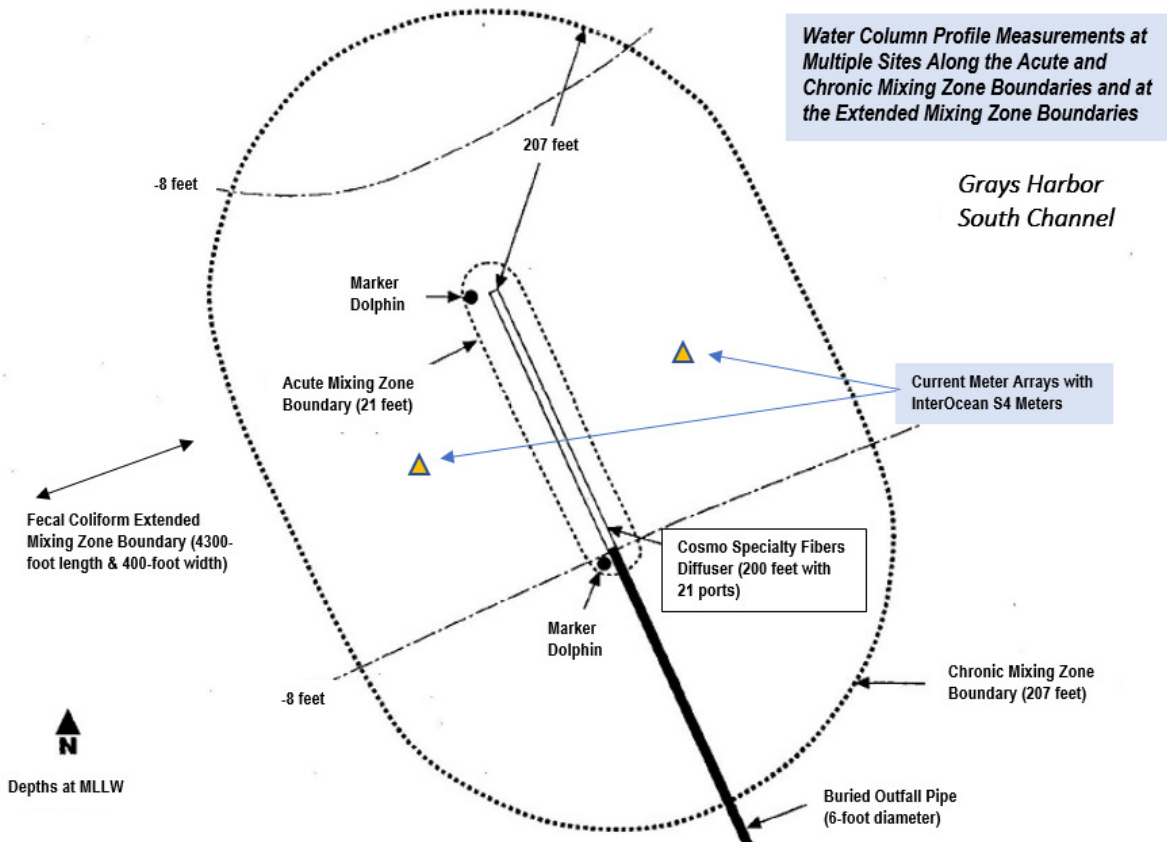 Water Column Profile Measurements at
Multiple Sites Along the Acute and
Chronic Mixing Zone Boundaries and at
the Extended Mixing Zone Boundaries
207 feet
-8 feet
Grays Harbor
South Channel
Marker
Dolphin
Acute Mixing Zone
Boundary (21 feet)
Current Meter Arrays with
InterOcean S4 Meters
Fecal Coliform Extended
Mixing Zone Boundary (4300-
foot length & 400-foot width)
Cosmo Specialty Fibers
Diffuser (200 feet with
21 ports)
Marker
Dolphin
-8 feet
Chronic Mixing Zone
Boundary (207 feet)
N
Depths at MLLW
Buried Outfall Pipe
(6-foot diameter)